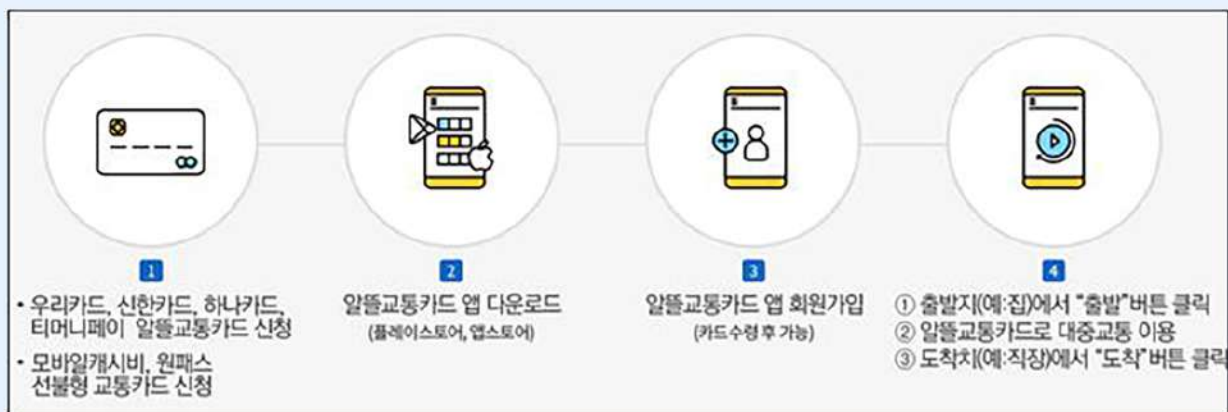 1
• 우리카드, 신한카드, 하나카드,
티머니페이 알뜰교통카드 신청
• 모바일캐시비, 원패스
선불형 교통카드 신청
2
알뜰교통카드 앱 다운로드
(플레이스토어, 앱스토어)
3
알뜰교통카드 앱 회원가입
(카드수령 후 가능)
4
① 출발지(예:집)에서 "출발"버튼 클릭
② 알뜰교통카드로 대중교통 이용
③ 도착치(예:직장)에서 "도착"버튼 클릭